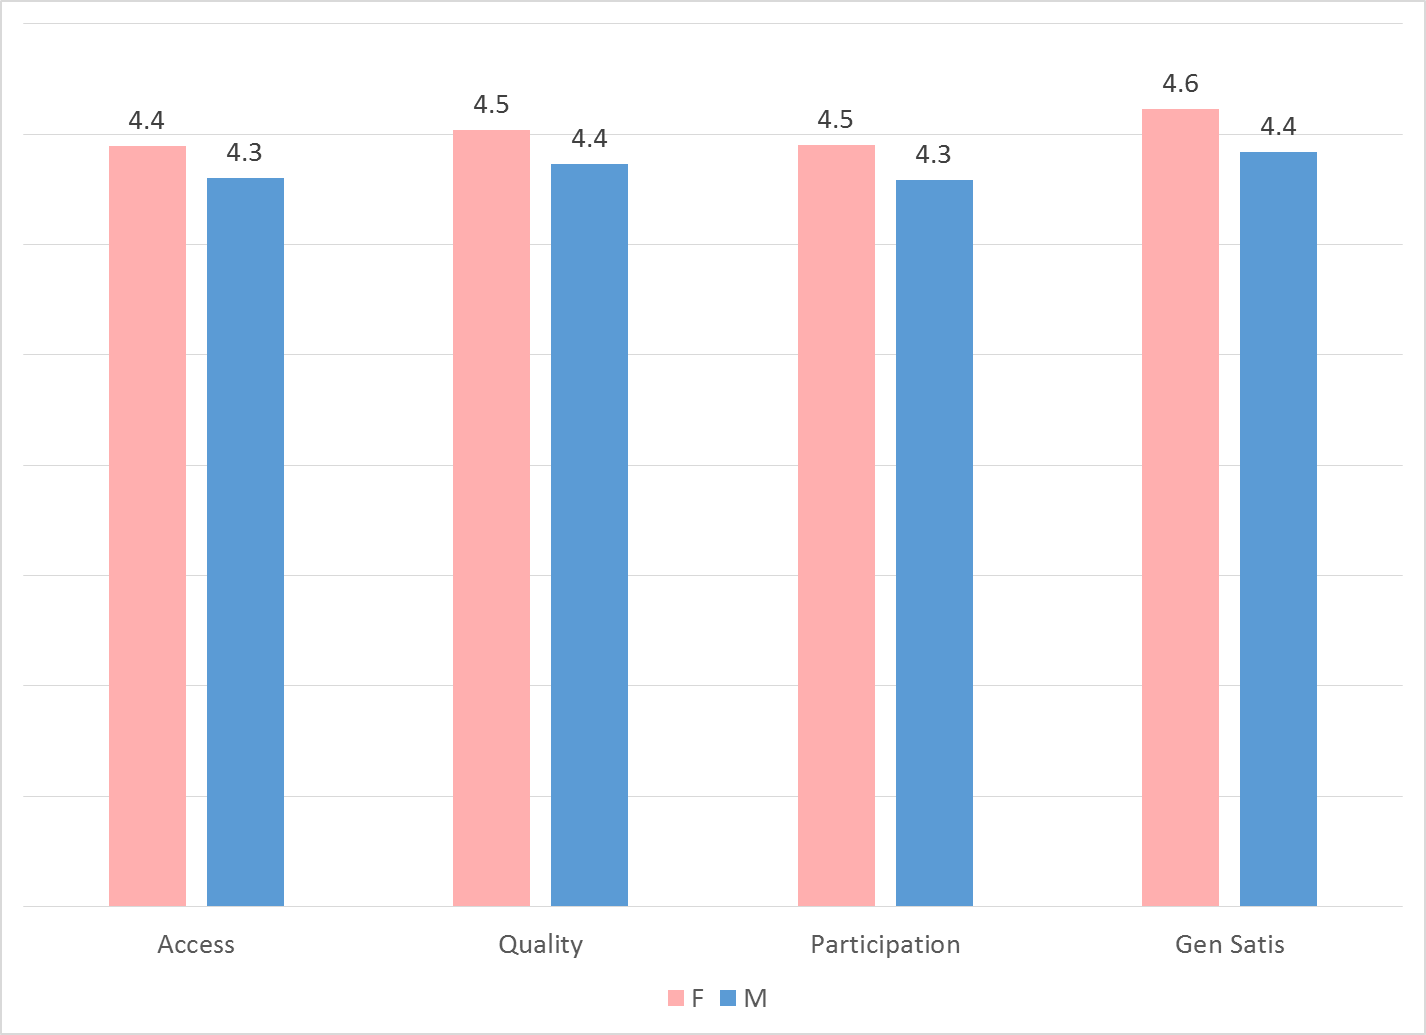 4.4
4.3
4.5
4.4
4.5
4.3
4.6
4.4
Access
Quality
Participation
Gen Satis
F
M